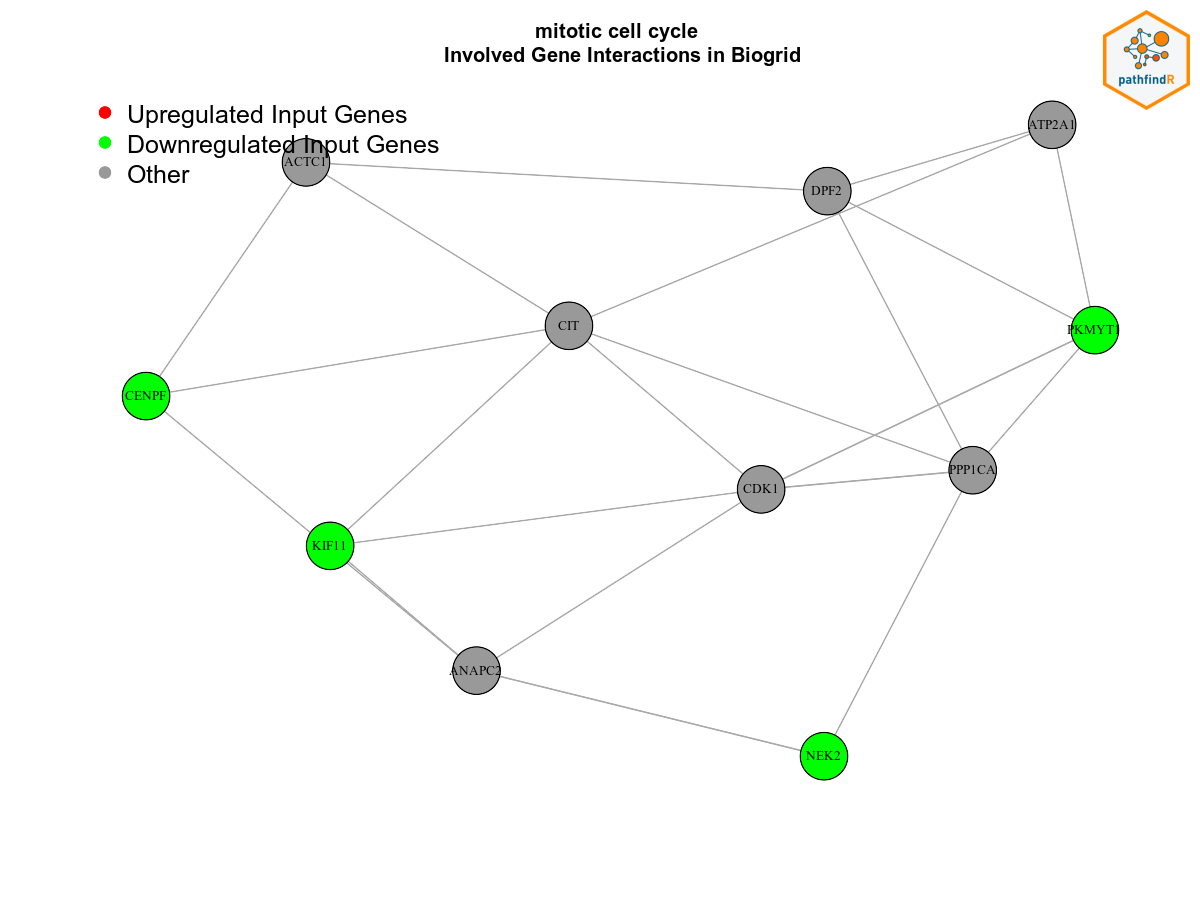 mitotic cell cycle
Involved Gene Interactions in Biogrid
pathfindR
Upregulated Input Genes
Downregulated Input Genes
Other
ATP2A1
ACTC1
DPF2
CIT
PKMYT1
CENPF
PPP1CA
CDK1
KIF11
ANAPC2
NEK2